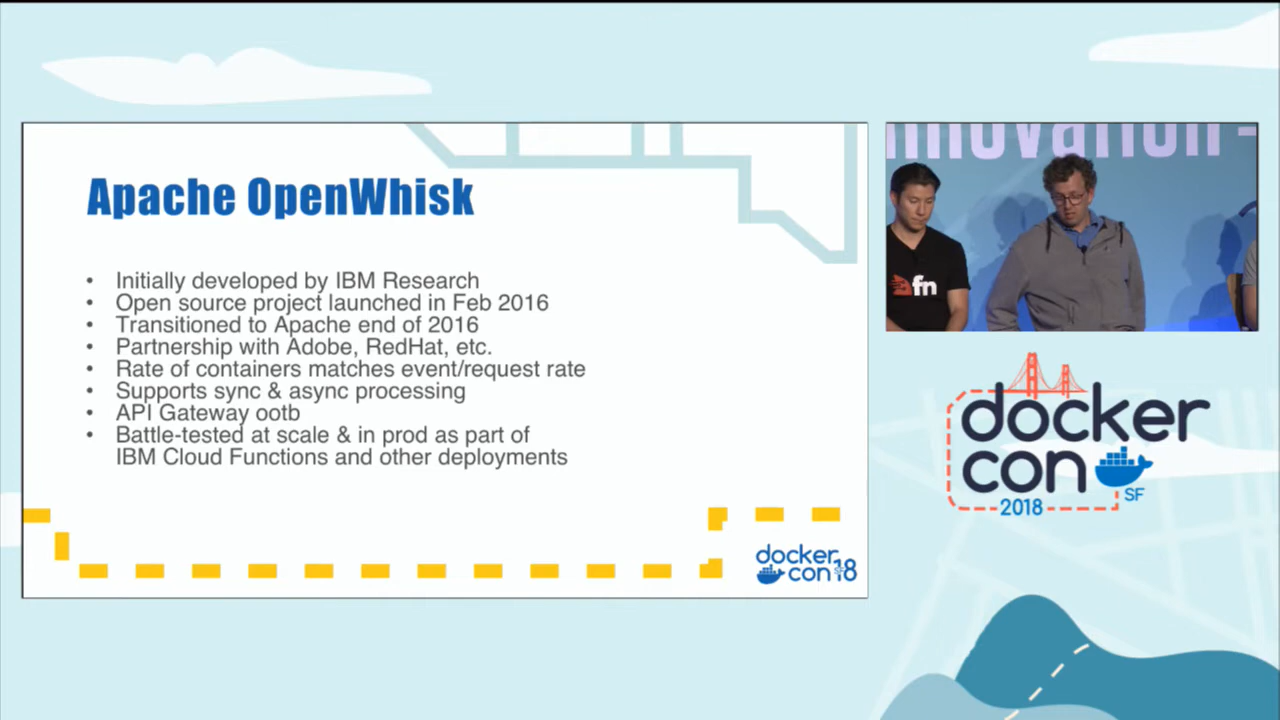 Apache OpenWhisk
• Initially developed by IBM Research
• Open source project launched in Feb 2016
• Transitioned to Apache end of 2016
• Partnership with Adobe, RedHat, etc.
• Rate of containers matches event/request rate
• Supports sync & async processing
• API Gateway ootb
• Battle-tested at scale & in prod as part of
IBM Cloud Functions and other deployments
docker
con18
fn
docker
con
SF
2018